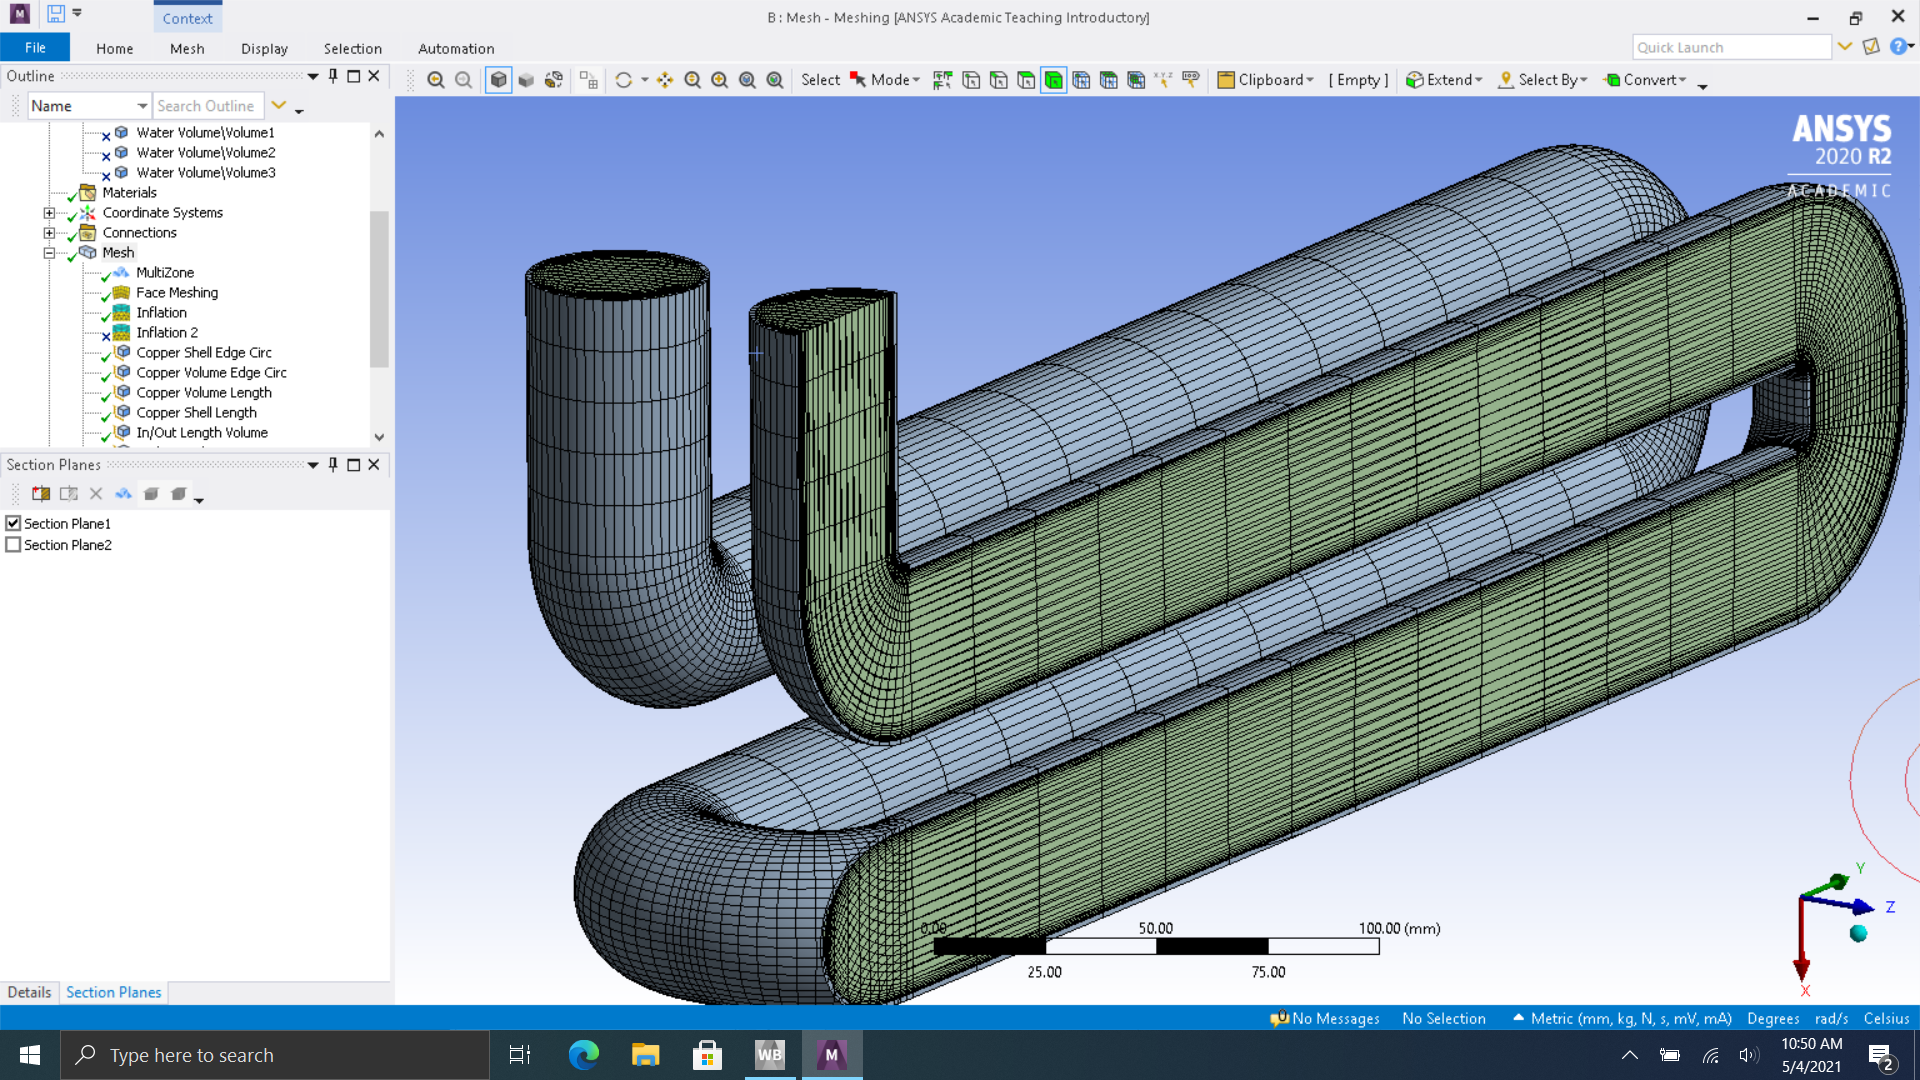 M
Context
B : Mesh - Meshing [ANSYS Academic Teaching Introductory]
File Home Mesh Display Selection Automation
Quick Launch
Outline
Select Mode Clipboard [ Empty ] Extend Select By Convert
Name Search Outline
Water Volume\Volume1
Water Volume\Volume2
Water Volume\Volume3
Materials
Coordinate Systems
Connections
Mesh
MultiZone
Face Meshing
Inflation
Inflation 2
Copper Shell Edge Circ
Copper Volume Edge Circ
Copper Volume Length
Copper Shell Length
In/Out Length Volume
Section Planes
Section Plane1
Section Plane2
Details Section Planes
ANSYS
2020 R2
ACADEMIC
0.00 50.00 100.00 (mm)
25.00 75.00
Y
Z
X
0 No Messages No Selection Metric (mm, kg, N, s, mV, mA) Degrees rad/s Celsius
Type here to search
WB
M
10:50 AM
5/4/2021
2